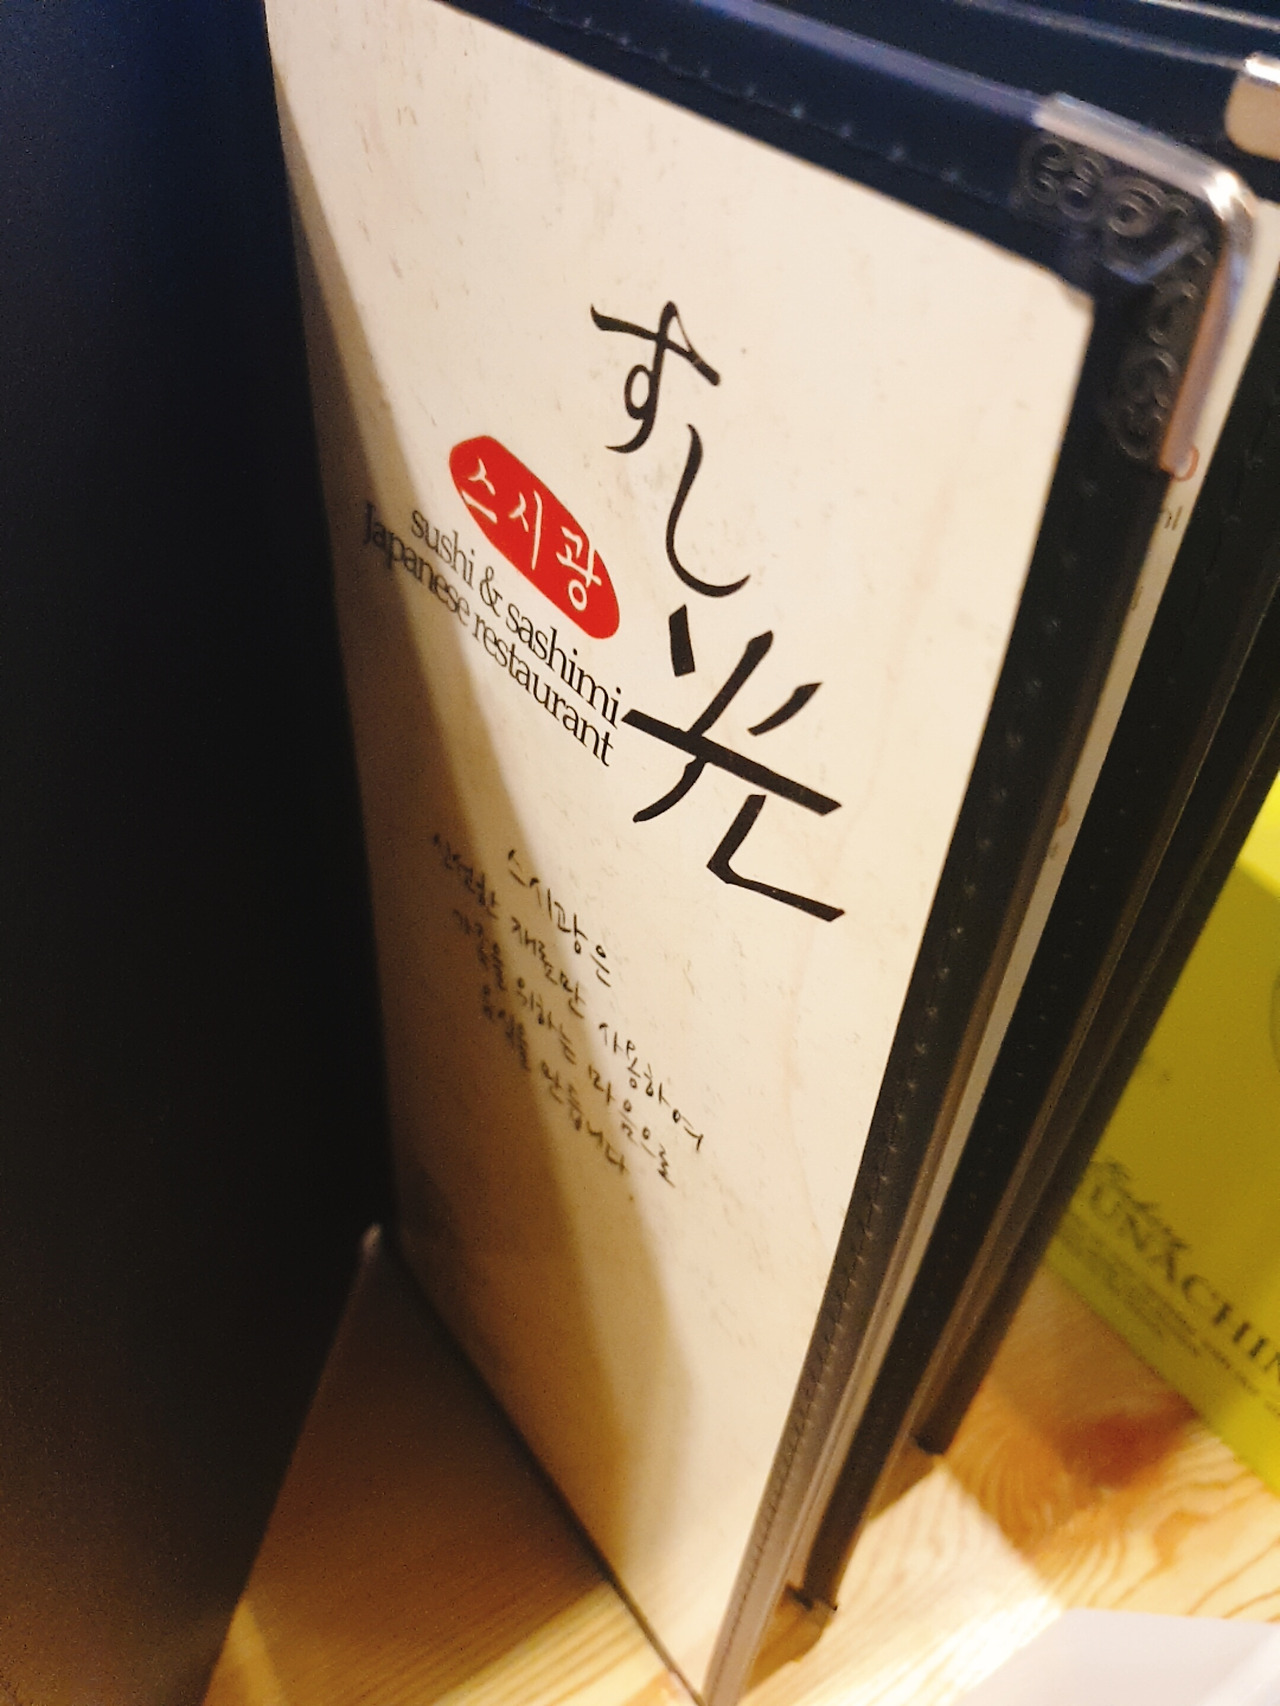 すし光
스시광
sushi & sashimi
Japanese restaurant
스시광은
신선한 재료만 사용하여
가족을 위하는 마음으로
음식을 만듭니다.